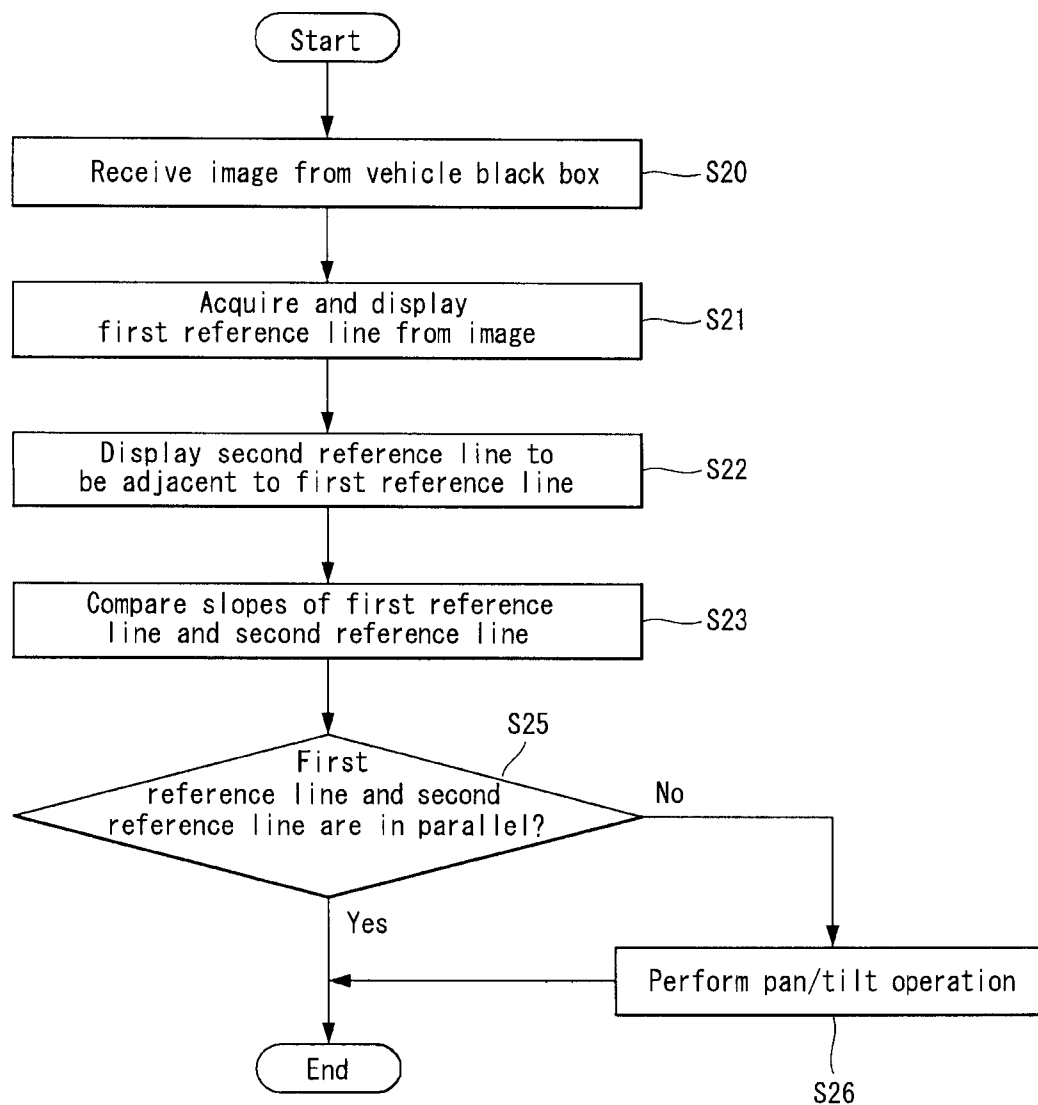 Start
Receive image from vehicle black box
S20
Acquire and display
first reference line from image
S21
Display second reference line to
be adjacent to first reference line
S22
Compare slopes of first reference
line and second reference line
S23
S25
First
reference line and second
reference line are in parallel?
No
Yes
Perform pan/tilt operation
S26
End